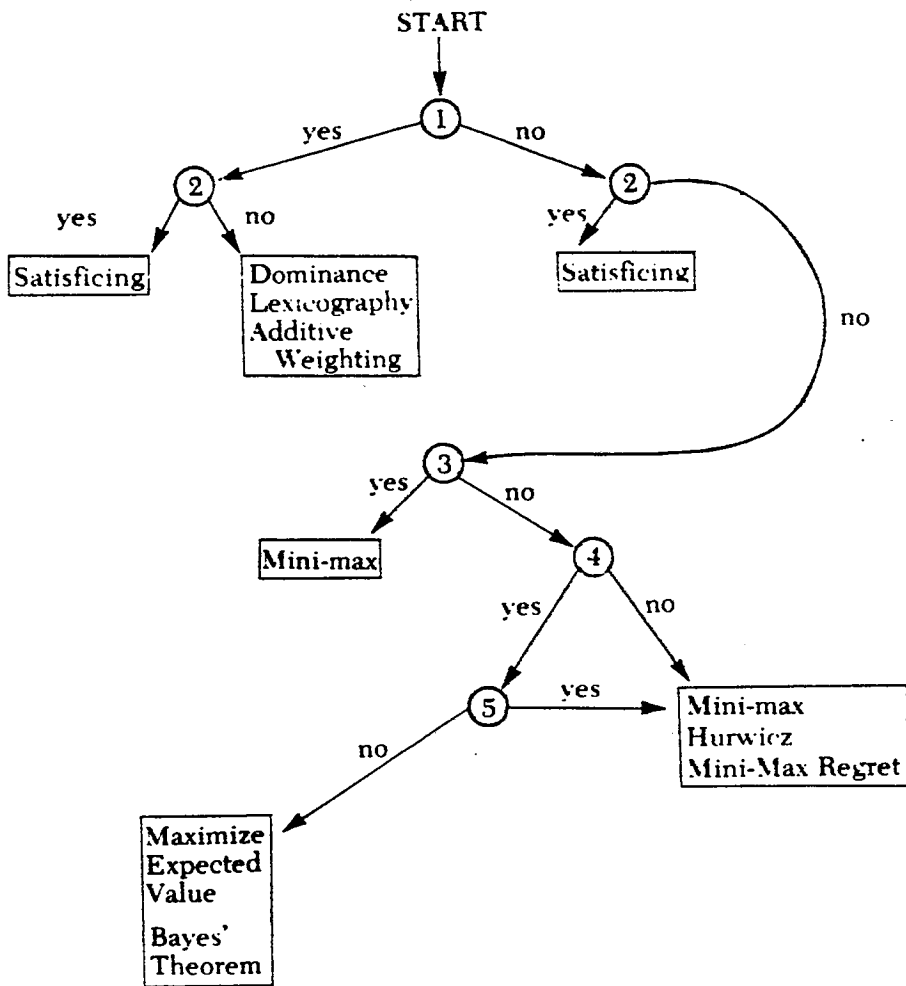 START
1
yes
no
2
2
yes
no
yes
Satisficing
Dominance
Lexicography
Additive
Weighting
Satisficing
no
3
yes
no
Mini-max
4
yes
no
5
yes
Mini-max
Hurwicz
Mini-Max Regret
no
Maximize
Expected
Value
Bayes'
Theorem